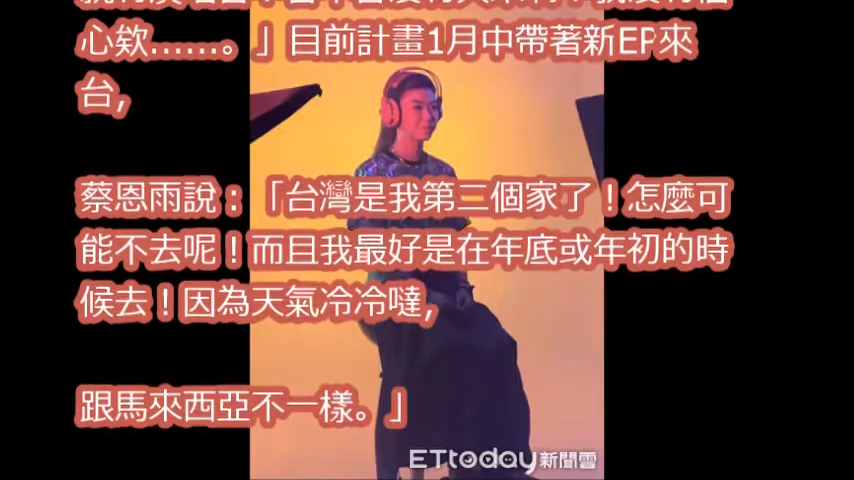 心欸......。」目前計畫1月中帶著新EP來
台,
蔡恩雨說：「台灣是我第二個家了！怎麼可
能不去呢！而且我最好是在年底或年初的時
候去！因為天氣冷冷噠,
跟馬來西亞不一樣。」
ETtoday新聞雲